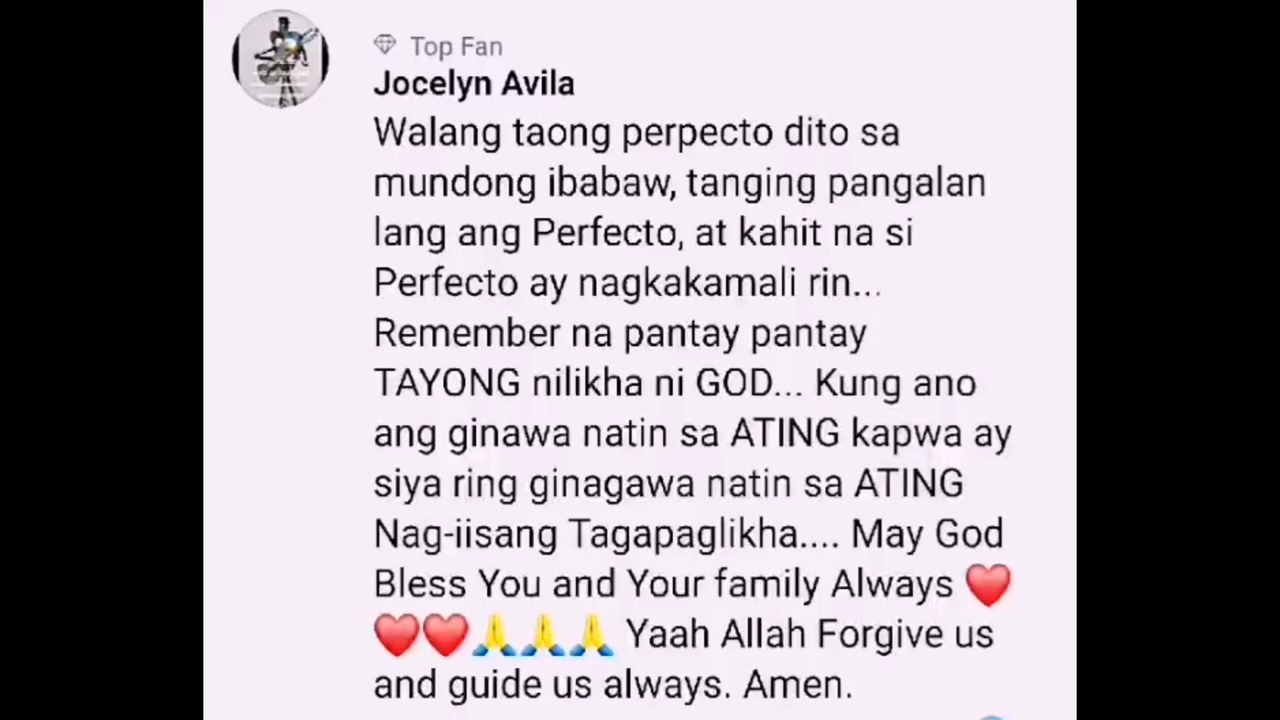 Top Fan
Jocelyn Avila
Walang taong perpecto dito sa
mundong ibabaw, tanging pangalan
lang ang Perfecto, at kahit na si
Perfecto ay nagkakamali rin...
Remember na pantay pantay
TAYONG nilikha ni GOD... Kung ano
ang ginawa natin sa ATING kapwa ay
siya ring ginagawa natin sa ATING
Nag-iisang Tagapaglikha.... May God
Bless You and Your family Always ❤️
❤️❤️🙏🙏🙏 Yaah Allah Forgive us
and guide us always. Amen.